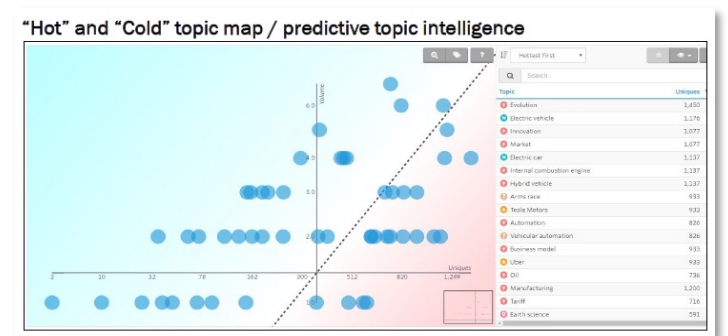 “Hot” and “Cold” topic map / predictive topic intelligence
?
Hottest First
Search...
Topic Uniques
Evolution 1,450
Electric vehicle 1,176
Innovation 1,077
Market 1,077
Electric car 1,137
Internal combustion engine 1,137
Hybrid vehicle 1,137
Arms race 933
Tesla Motors 933
Automation 826
Vehicular automation 826
Business model 933
Uber 933
Oil 736
Manufacturing 1,200
Tariff 716
Earth science 591
Volume
6.0
4.0
3.0
2.0
Uniques
2 10 32 78 162 300 512 820 1.24k